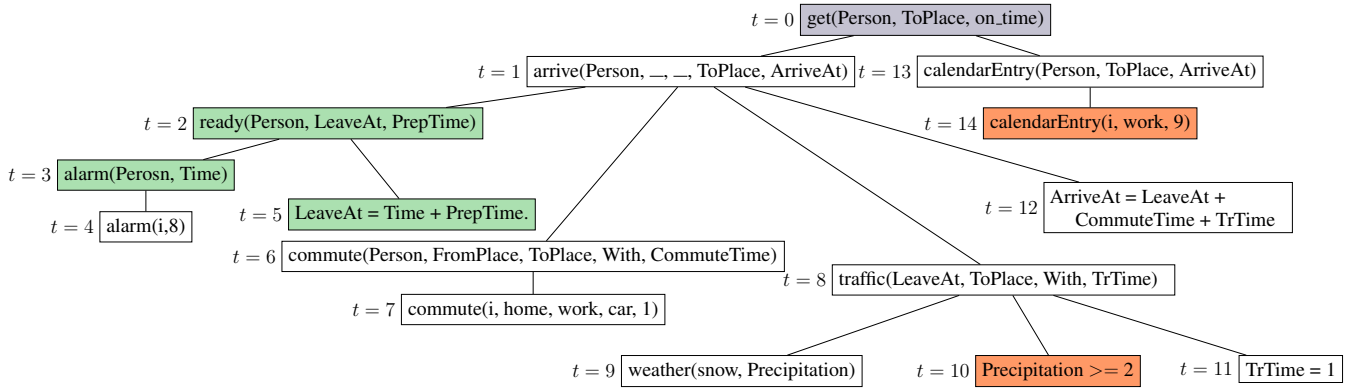 t = 0 get(Person, ToPlace, on_time)
t = 1 arrive(Person, _, _, ToPlace, ArriveAt)
t = 13 calendarEntry(Person, ToPlace, ArriveAt)
t = 2 ready(Person, LeaveAt, PrepTime)
t = 14 calendarEntry(i, work, 9)
t = 3 alarm(Perosn, Time)
t = 4 alarm(i,8)
t = 5 LeaveAt = Time + PrepTime.
t = 12 ArriveAt = LeaveAt +
CommuteTime + TrTime
t = 6 commute(Person, FromPlace, ToPlace, With, CommuteTime)
t = 8 traffic(LeaveAt, ToPlace, With, TrTime)
t = 7 commute(i, home, work, car, 1)
t = 9 weather(snow, Precipitation)
t = 10 Precipitation >= 2
t = 11 TrTime = 1